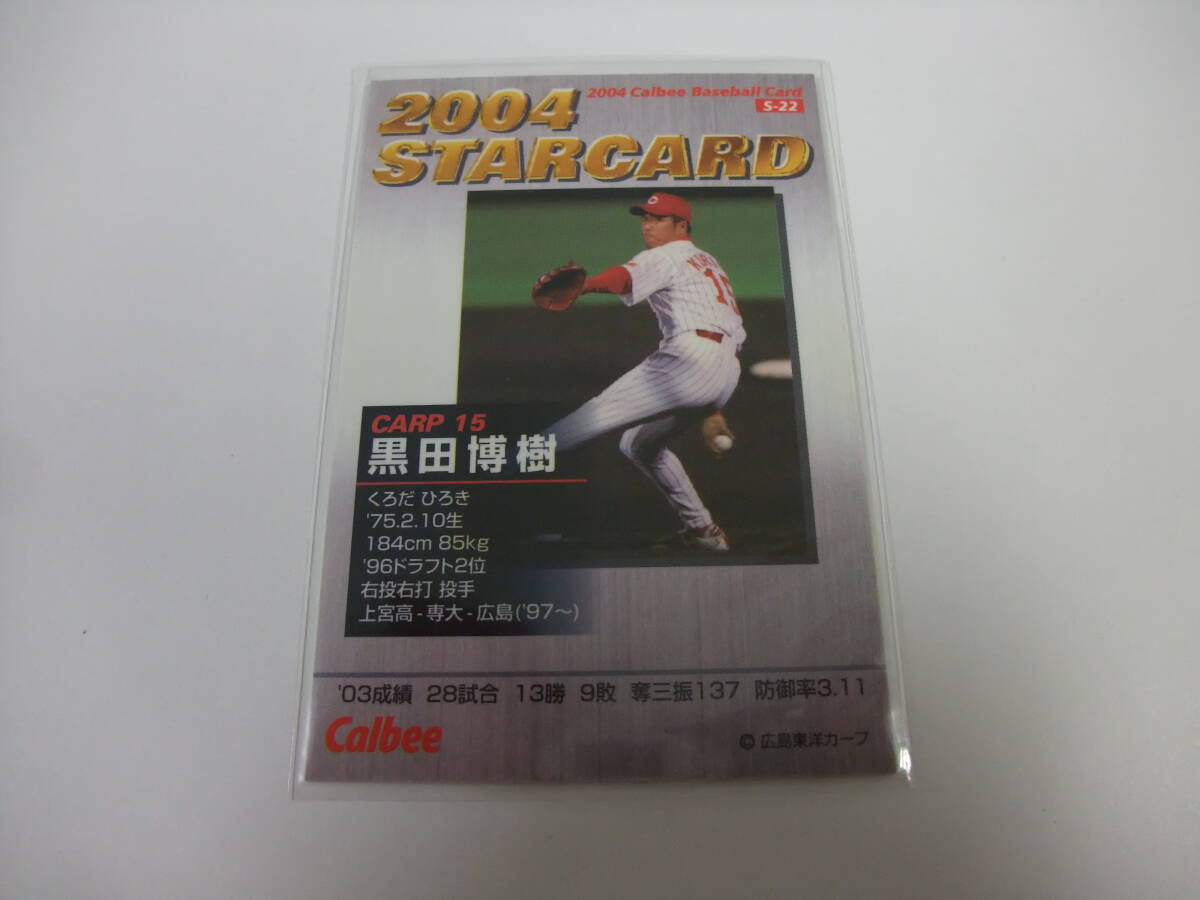 2004 Calbee Baseball Card
S-22
2004
STARCARD
15
CARP 15
黒田博樹
くろだ ひろき
'75.2.10生
184cm 85kg
'96ドラフト2位
右投右打 投手
上宮高-専大-広島('97〜)
'03成績 28試合 13勝 9敗 奪三振137 防御率3.11
Calbee
© 広島東洋カープ